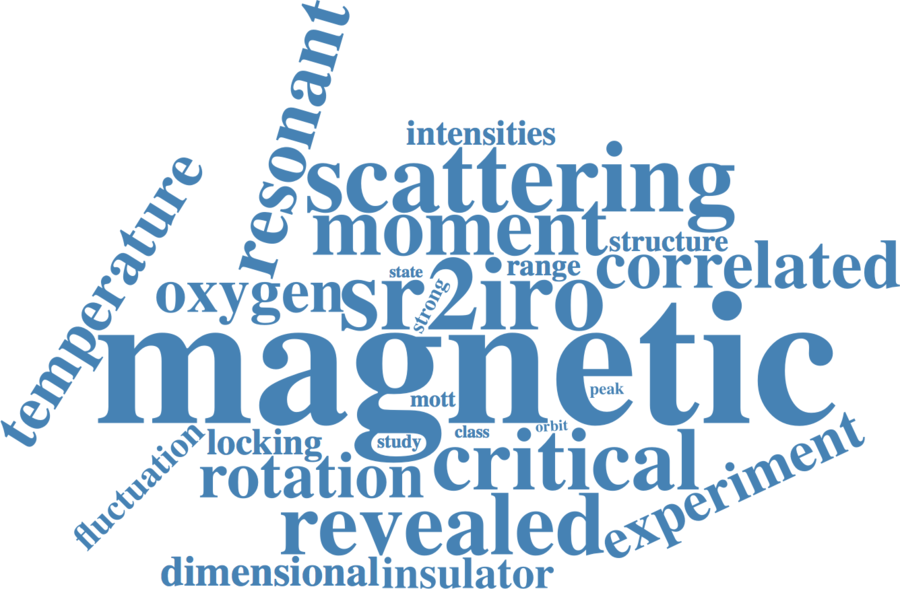 resonant
intensities
scattering
temperature
moment
structure
correlated
range
state
oxygen
sr2iro
strong
magnetic
peak
mott
orbit
class
study
locking
fluctuation
critical
rotation
experiment
revealed
dimensional
insulator